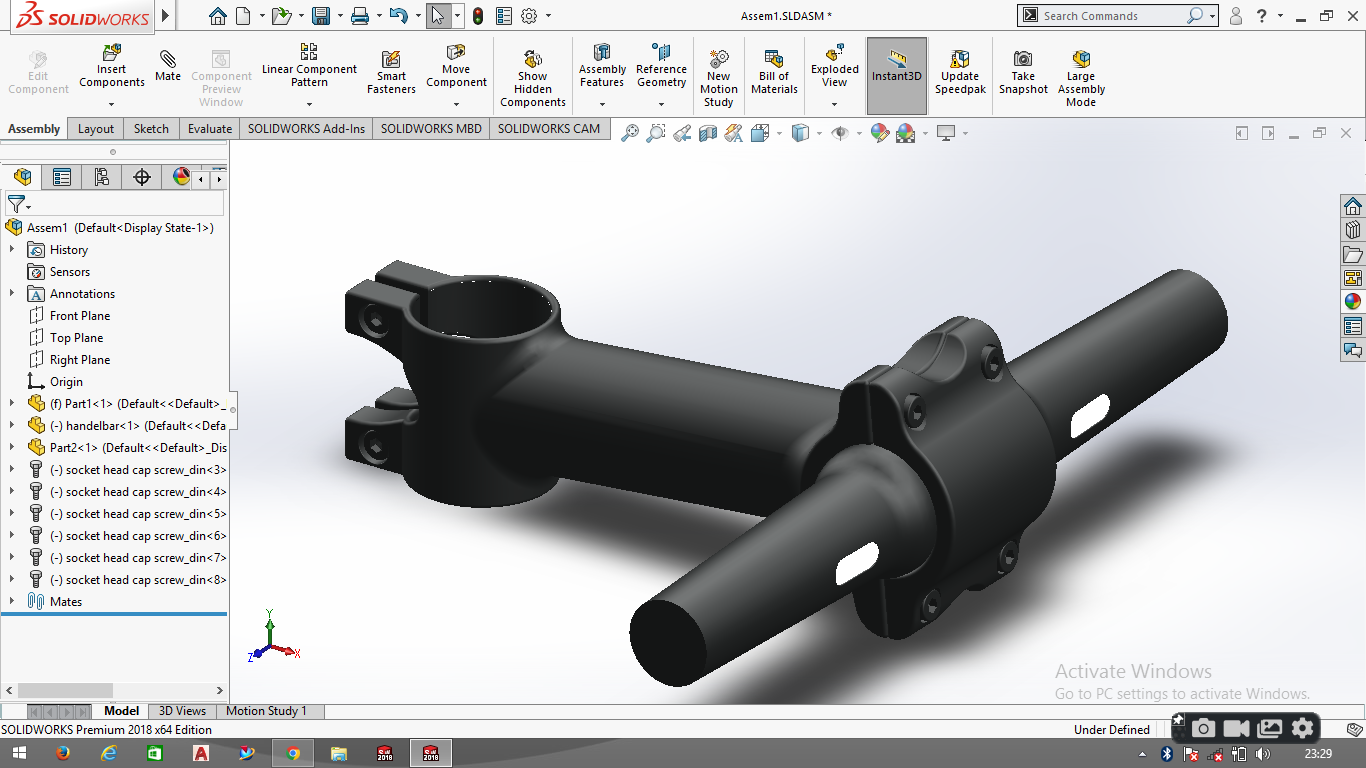 SOLIDWORKS
Assem1.SLDASM *
Search Commands
?
Edit Component
Insert Components
Mate
Component Preview Window
Linear Component Pattern
Smart Fasteners
Move Component
Show Hidden Components
Assembly Features
Reference Geometry
New Motion Study
Bill of Materials
Exploded View
Instant3D
Update Speedpak
Take Snapshot
Large Assembly Mode
Assembly Layout Sketch Evaluate SOLIDWORKS Add-Ins SOLIDWORKS MBD SOLIDWORKS CAM
Assem1 (Default<Display State-1>)
History
Sensors
Annotations
Front Plane
Top Plane
Right Plane
Origin
(f) Part1<1> (Default<<Default>_
(-) handelbar<1> (Default<<Defa
Part2<1> (Default<<Default>_Dis
(-) socket head cap screw_din<3>
(-) socket head cap screw_din<4>
(-) socket head cap screw_din<5>
(-) socket head cap screw_din<6>
(-) socket head cap screw_din<7>
(-) socket head cap screw_din<8>
Mates
Y
X
Z
Activate Windows
Go to PC settings to activate Windows.
Model 3D Views Motion Study 1
SOLIDWORKS Premium 2018 x64 Edition
Under Defined
23:29